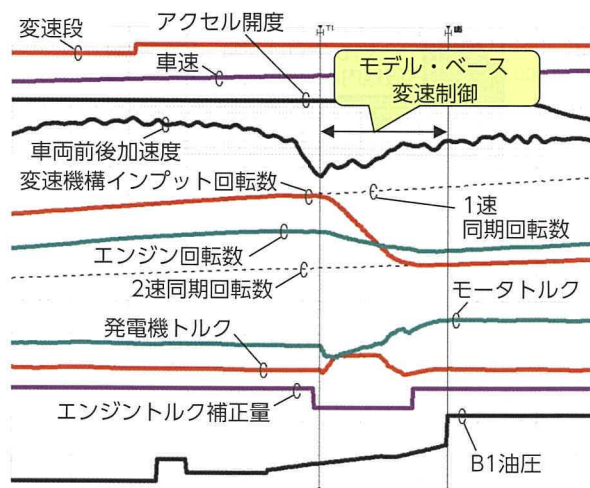 変速段
アクセル開度
車速
モデル・ベース
変速制御
車両前後加速度
変速機構インプット回転数
1速
同期回転数
エンジン回転数
2速同期回転数
モータトルク
発電機トルク
エンジントルク補正量
B1油圧